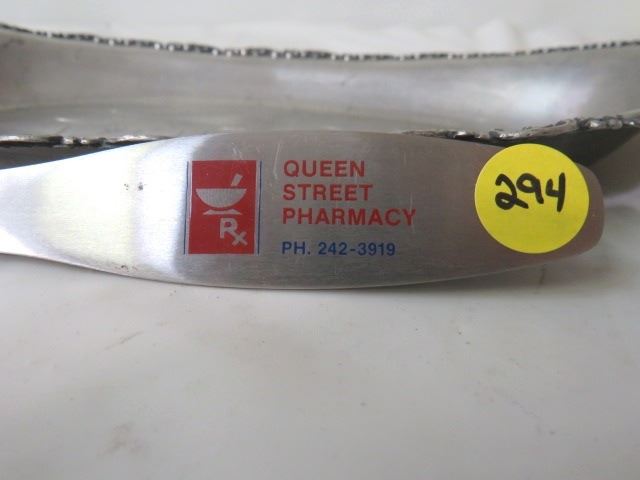 QUEEN
STREET
PHARMACY
Rx
PH. 242-3919
294